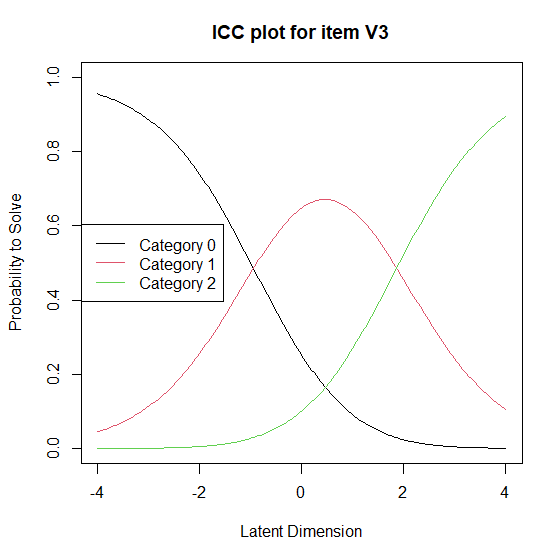 ICC plot for item V3
1.0
0.8
0.6
0.4
0.2
0.0
Probability to Solve
Category 0
Category 1
Category 2
-4 -2 0 2 4
Latent Dimension